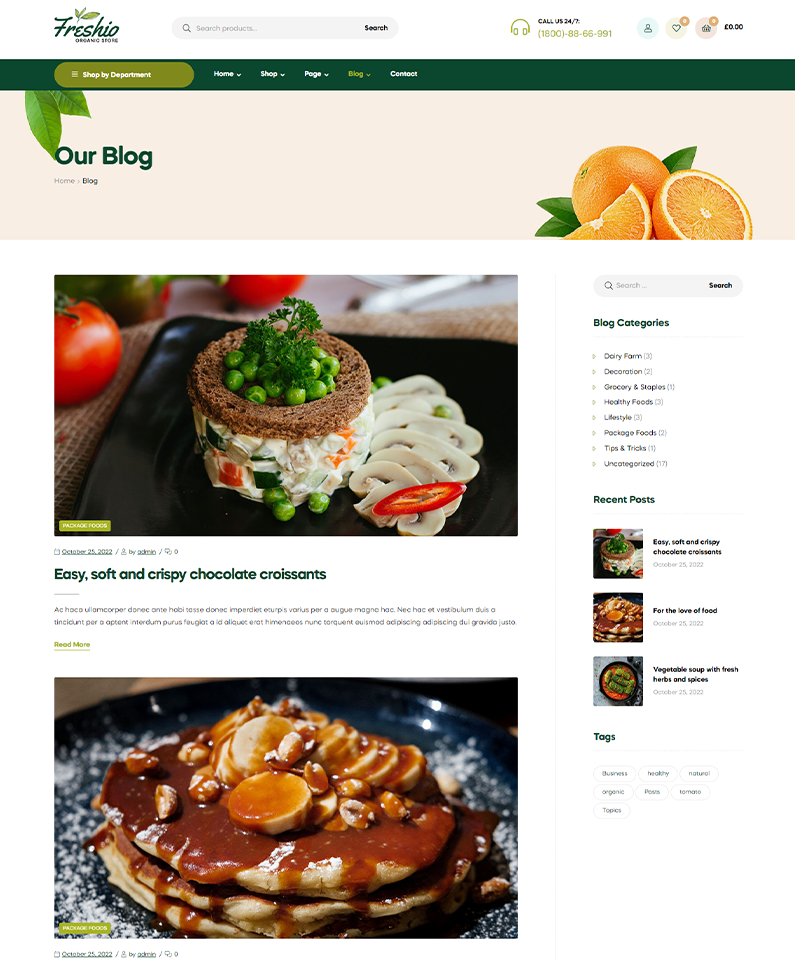 Freshio
ORGANIC STORE
Search products...
Search
CALL US 24/7:
(1800)-88-66-991
0
0
£0.00
Shop by Department
Home
Shop
Page
Blog
Contact
Our Blog
Home > Blog
PACKAGE FOODS
October 25, 2022 / by admin / 0
Easy, soft and crispy chocolate croissants
Ac haca ullamcorper donec ante habi tasse donec imperdiet eturpis varius per a augue magna hac. Nec hac et vestibulum duis a
tincidunt per a aptent interdum purus feugiat a id aliquet erat himenaeos nunc torquent euismod adipiscing adipiscing dui gravida justo.
Read More
PACKAGE FOODS
October 25, 2022 / by admin / 0
Search ...
Search
Blog Categories
Dairy Farm (3)
Decoration (2)
Grocery & Staples (1)
Healthy Foods (3)
Lifestyle (3)
Package Foods (2)
Tips & Tricks (1)
Uncategorized (17)
Recent Posts
Easy, soft and crispy
chocolate croissants
October 25, 2022
For the love of food
October 25, 2022
Vegetable soup with fresh
herbs and spices
October 25, 2022
Tags
Business
healthy
natural
organic
Posts
tomato
Topics